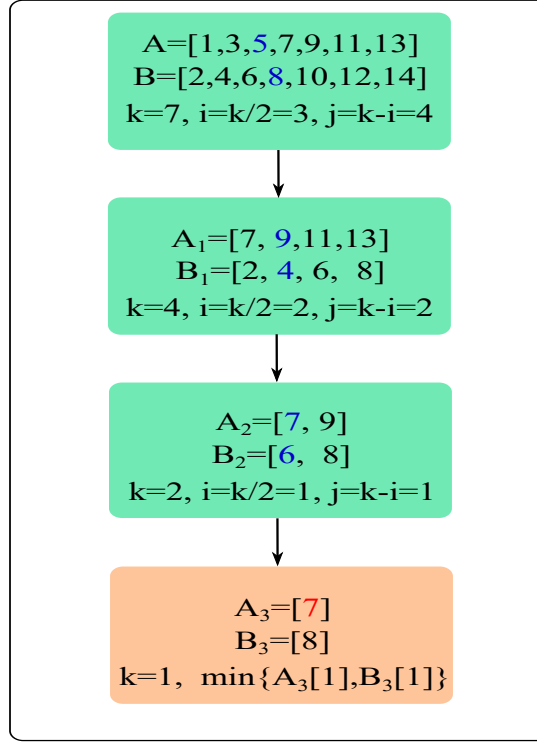 A=[1,3,5,7,9,11,13]
B=[2,4,6,8,10,12,14]
k=7, i=k/2=3, j=k-i=4
A₁=[7, 9,11,13]
B₁=[2, 4, 6, 8]
k=4, i=k/2=2, j=k-i=2
A₂=[7, 9]
B₂=[6, 8]
k=2, i=k/2=1, j=k-i=1
A₃=[7]
B₃=[8]
k=1, min{A₃[1],B₃[1]}